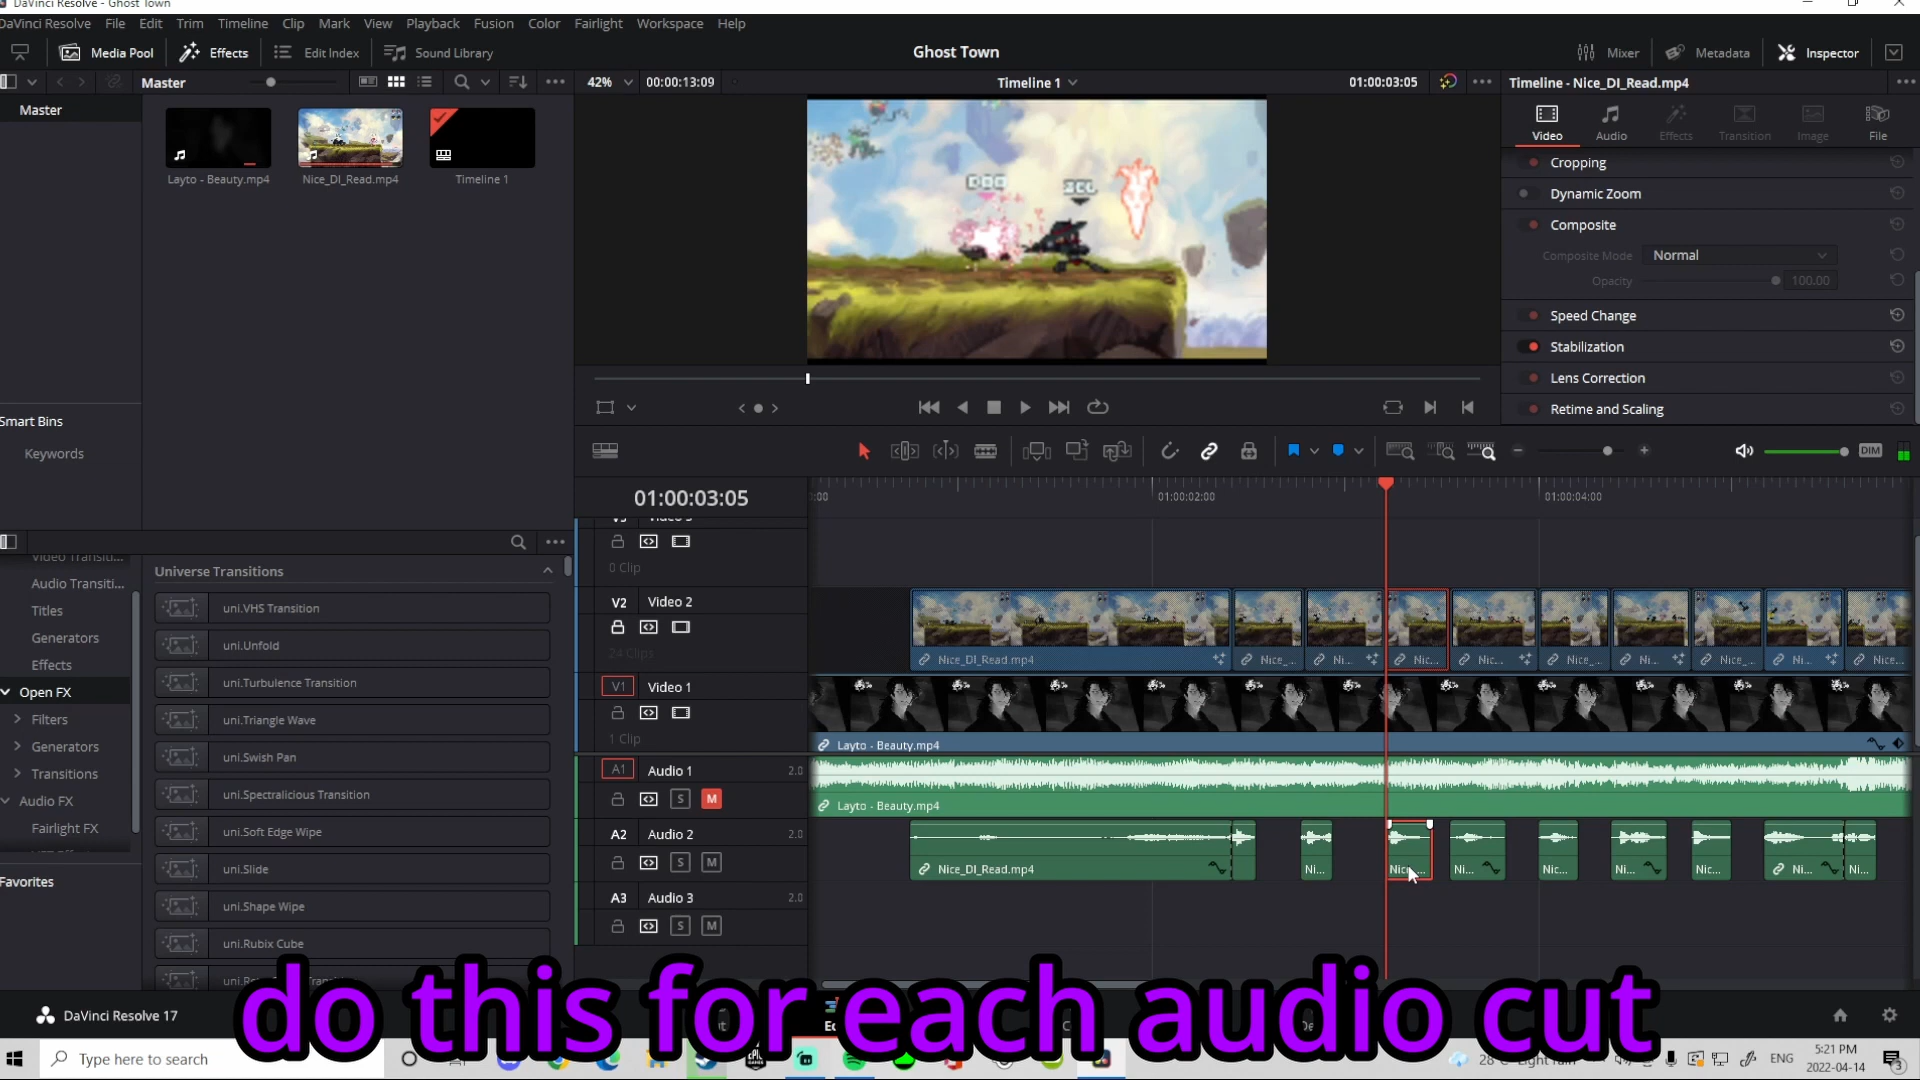 DaVinci Resolve - Ghost Town
DaVinci Resolve File Edit Trim Timeline Clip Mark View Playback Fusion Color Fairlight Workspace Help
Media Pool Effects Edit Index Sound Library Ghost Town Mixer Metadata Inspector
Master 42% 00:00:13:09 Timeline 1 01:00:03:05 Timeline - Nice_DI_Read.mp4
Master
Video Audio Effects Transition Image File
Layto - Beauty.mp4 Nice_DI_Read.mp4 Timeline 1
Cropping
Dynamic Zoom
Composite
Composite Mode Normal
Opacity 100.00
Speed Change
Stabilization
Lens Correction
Retime and Scaling
Smart Bins
Keywords
DIM
01:00:03:05
:00 01:00:02:00 01:00:04:00
0 Clip
V2 Video 2
24 Clips
Nice_DI_Read.mp4 Nice_... Ni... Nic... Nic... Nice_... Ni... Nice_... Ni... Nice...
V1 Video 1
1 Clip
Layto - Beauty.mp4
A1 Audio 1 2.0
S M
Layto - Beauty.mp4
A2 Audio 2 2.0
S M
Nice_DI_Read.mp4 Ni... Nic... Ni... Nic... Ni... Nic... Ni... Ni...
A3 Audio 3 2.0
S M
Audio Transiti...
Titles
Generators
Effects
Open FX
Filters
Generators
Transitions
Audio FX
Fairlight FX
Favorites
Universe Transitions
uni.VHS Transition
uni.Unfold
uni.Turbulence Transition
uni.Triangle Wave
uni.Swish Pan
uni.Spectralicious Transition
uni.Soft Edge Wipe
uni.Slide
uni.Shape Wipe
uni.Rubix Cube
do this for each audio cut
DaVinci Resolve 17
Type here to search
ENG
5:21 PM
2022-04-14